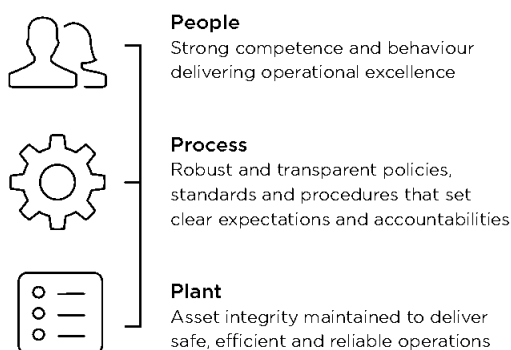 People
Strong competence and behaviour
delivering operational excellence
Process
Robust and transparent policies,
standards and procedures that set
clear expectations and accountabilities
Plant
Asset integrity maintained to deliver
safe, efficient and reliable operations